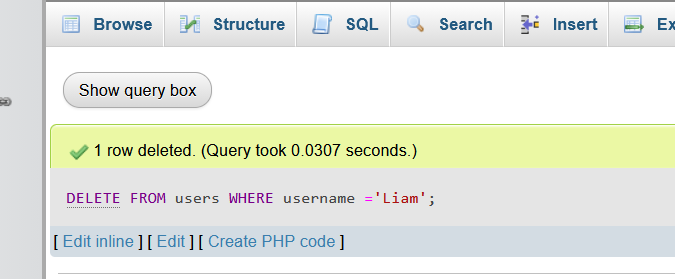 Browse Structure SQL Search Insert Ex
Show query box
1 row deleted. (Query took 0.0307 seconds.)
DELETE FROM users WHERE username ='Liam';
[ Edit inline ] [ Edit ] [ Create PHP code ]